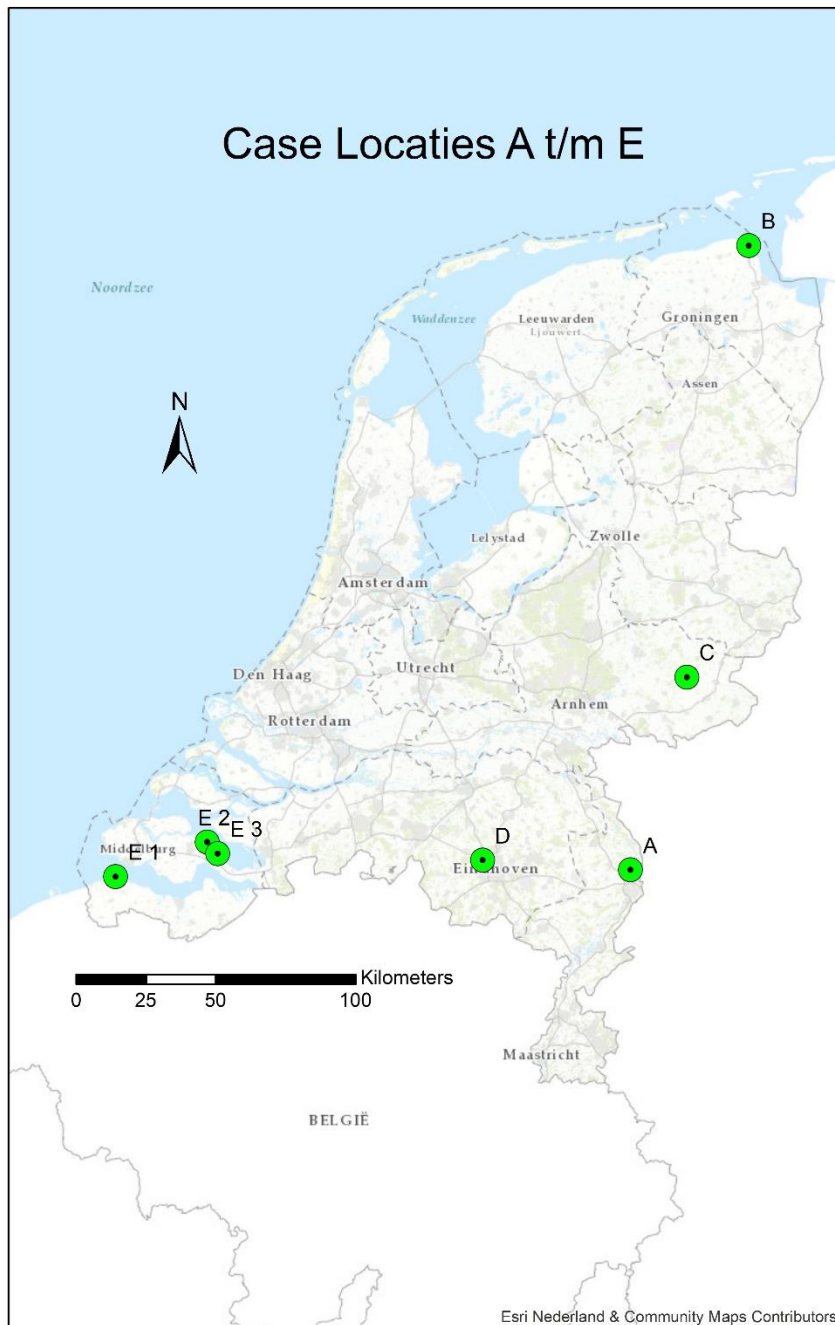 Case Locaties A t/m E
B
Noordzee
Waddenzee
Leeuwarden
Ljouwert
Groningen
Assen
N
Zwolle
Lelystad
Amsterdam
C
Den Haag
Utrecht
Arnhem
Rotterdam
E 2
E 3
Middelburg
E 1
D
Eindhoven
A
Kilometers
0 25 50 100
Maastricht
BELGIË
Esri Nederland & Community Maps Contributors